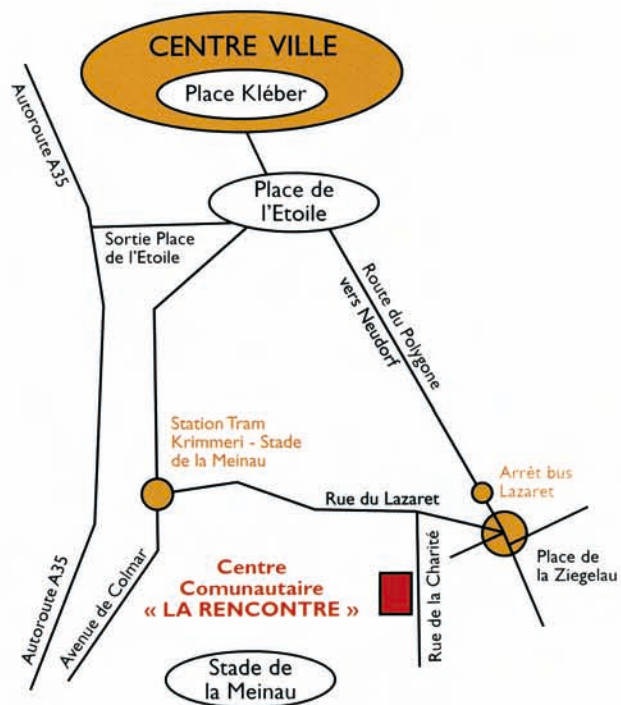 CENTRE VILLE
Place Kléber
Autoroute A35
Place de
l'Etoile
Sortie Place
de l'Etoile
Route du Polygone
vers Neudorf
Station Tram
Krimmeri - Stade
de la Meinau
Arrêt bus
Lazaret
Rue du Lazaret
Place de
la Ziegelau
Centre
Comunautaire
« LA RENCONTRE »
Rue de la Charité
Autoroute A35
Avenue de Colmar
Stade de
la Meinau